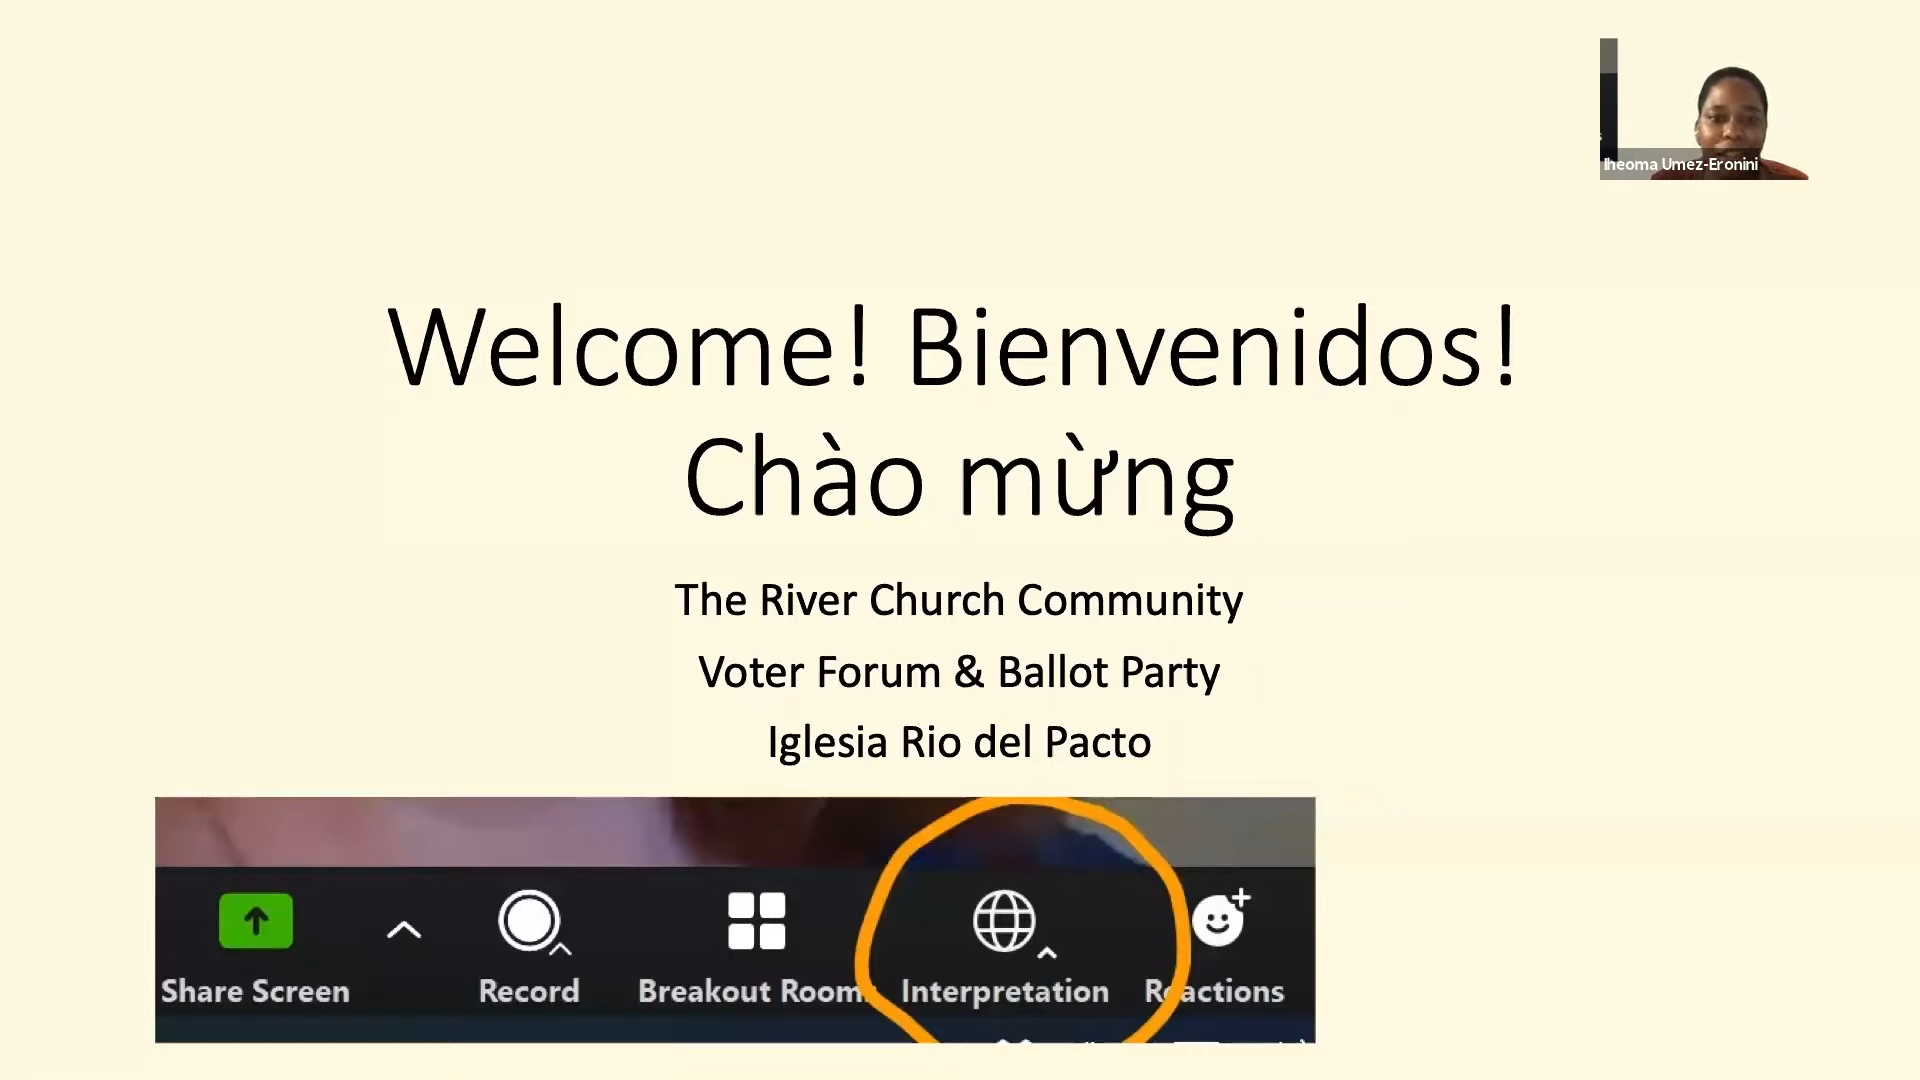 Iheoma Umez-Eronini
Welcome! Bienvenidos!
Chào mừng
The River Church Community
Voter Forum & Ballot Party
Iglesia Rio del Pacto
Share Screen
Record
Breakout Room
Interpretation
Reactions